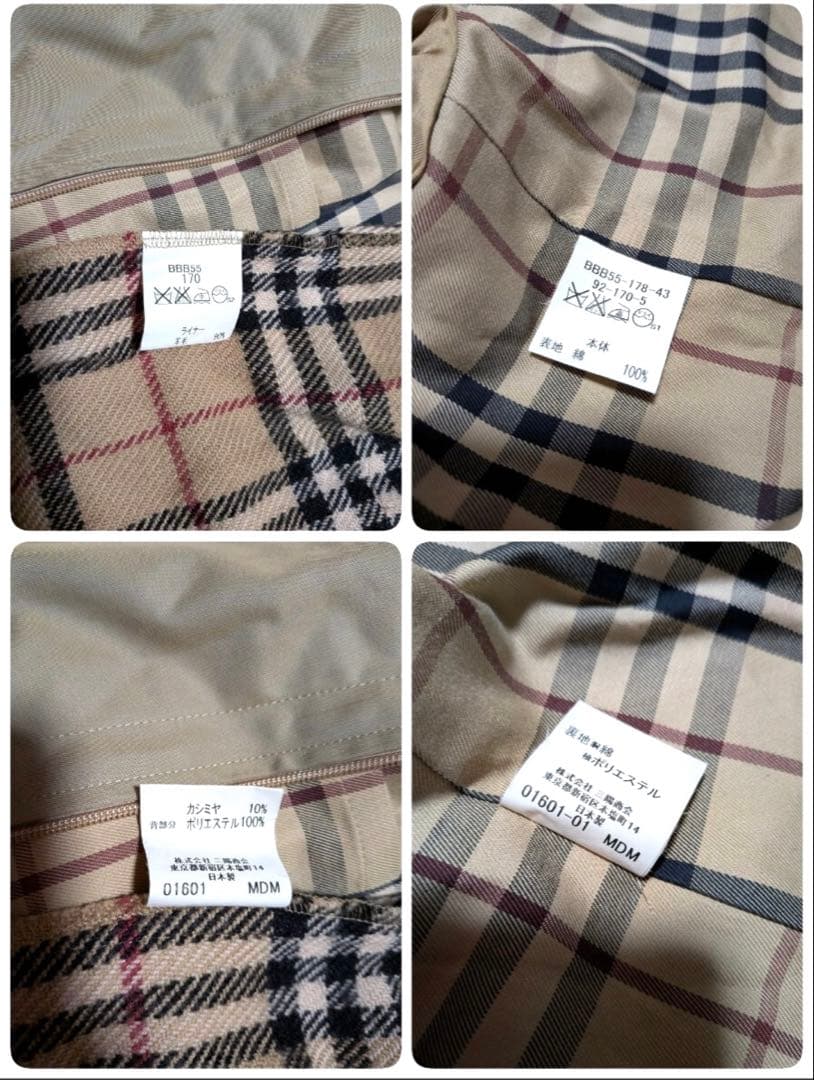 BBB55
170
ライナー
BBB55-178-43
92-170-5
S1
本体
表地 綿 100%
カシミヤ 10%
背部分 ポリエステル100%
株式会社 三陽商会
東京都新宿区本塩町14
日本製
01601 MDM
ポリエステル
株式会社 三陽商会
東京都新宿区本塩町14
日本製
01601-01 MDM